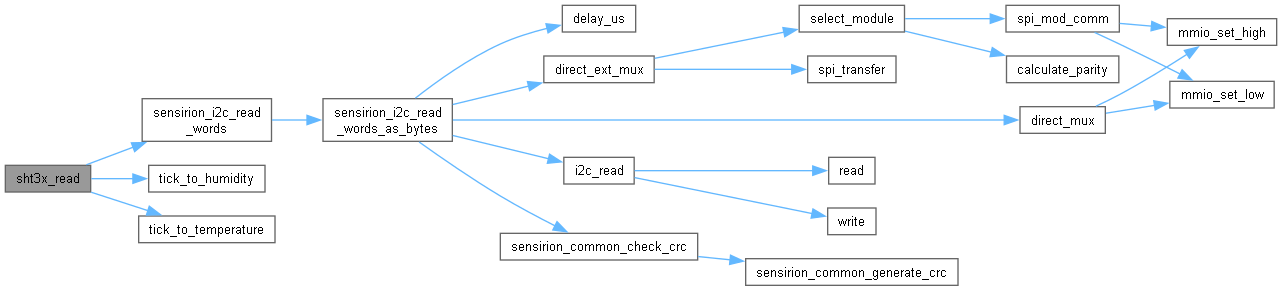 sht3x_read
sensirion_i2c_read
_words
tick_to_humidity
tick_to_temperature
sensirion_i2c_read
_words_as_bytes
delay_us
direct_ext_mux
i2c_read
sensirion_common_check_crc
select_module
spi_transfer
read
write
sensirion_common_generate_crc
spi_mod_comm
calculate_parity
direct_mux
mmio_set_high
mmio_set_low